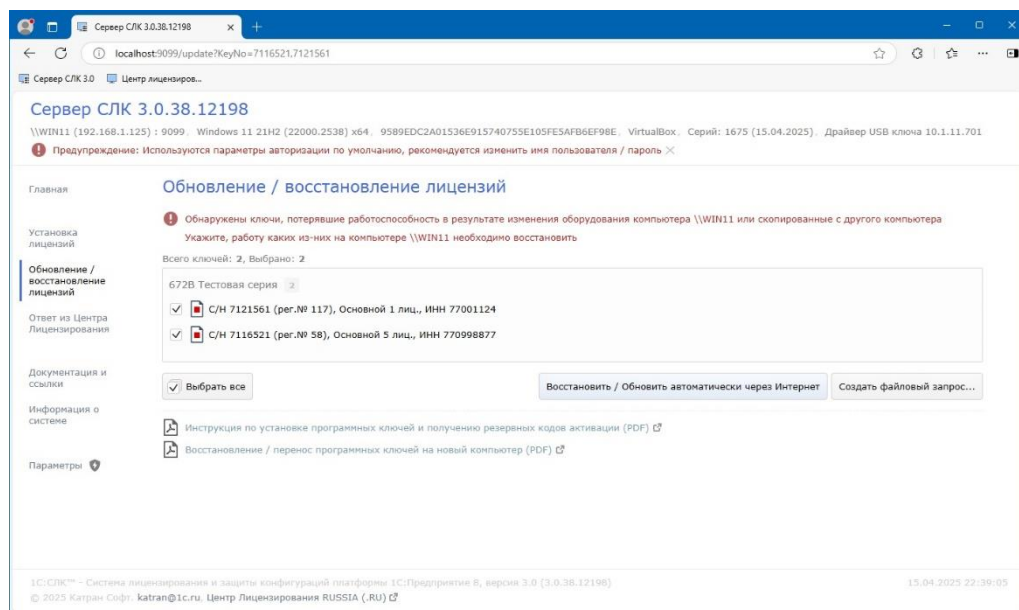 Сервер СЛК 3.0.38.12198
localhost:9099/update?KeyNo=7116521,7121561
Сервер СЛК 3.0
Центр лицензиров...
Сервер СЛК 3.0.38.12198
\\WIN11 (192.168.1.125) : 9099, Windows 11 21H2 (22000.2538) x64, 9589EDC2A01536E915740755E105FE5AFB6EF98E, VirtualBox, Серий: 1675 (15.04.2025), Драйвер USB ключа 10.1.11.701
Предупреждение: Используются параметры авторизации по умолчанию, рекомендуется изменить имя пользователя / пароль
Главная
Установка
лицензий
Обновление /
восстановление
лицензий
Ответ из Центра
Лицензирования
Документация и
ссылки
Информация о
системе
Параметры
Обновление / восстановление лицензий
Обнаружены ключи, потерявшие работоспособность в результате изменения оборудования компьютера \\WIN11 или скопированные с другого компьютера
Укажите, работу каких из-них на компьютере \\WIN11 необходимо восстановить
Всего ключей: 2, Выбрано: 2
672B Тестовая серия 2
С/Н 7121561 (рег.№ 117), Основной 1 лиц., ИНН 77001124
С/Н 7116521 (рег.№ 58), Основной 5 лиц., ИНН 770998877
Выбрать все
Восстановить / Обновить автоматически через Интернет
Создать файловый запрос...
Инструкция по установке программных ключей и получению резервных кодов активации (PDF)
Восстановление / перенос программных ключей на новый компьютер (PDF)
1С:СЛК™ - Система лицензирования и защиты конфигураций платформы 1С:Предприятие 8, версия 3.0 (3.0.38.12198)
15.04.2025 22:39:05
© 2025 Катран Софт. katran@1c.ru, Центр Лицензирования RUSSIA (.RU)